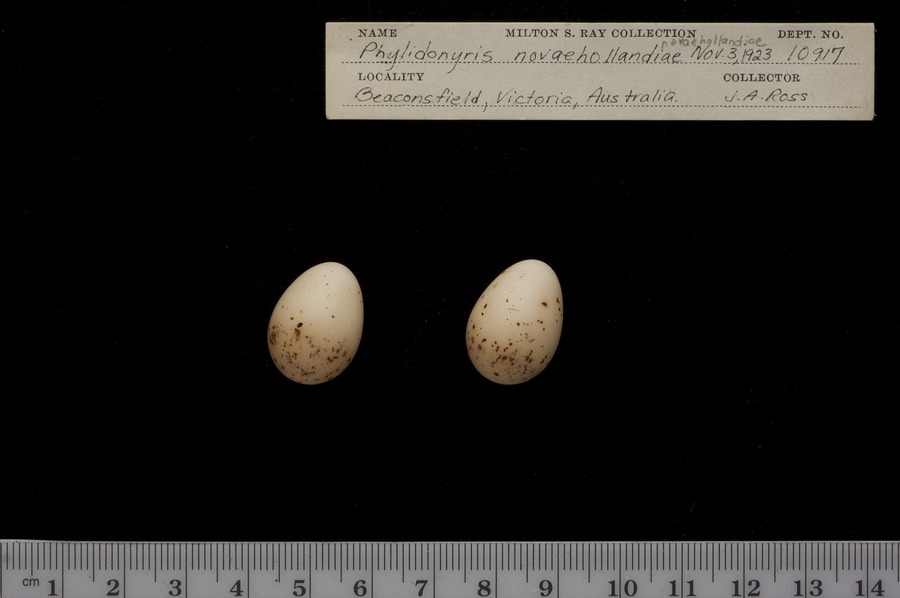 NAME MILTON S. RAY COLLECTION DEPT. NO.
novaehollandiae
Phylidonyris novaehollandiae Nov. 3, 1923 10917
LOCALITY COLLECTOR
Beaconsfield, Victoria, Australia. J. A. Ross
cm 1 2 3 4 5 6 7 8 9 10 11 12 13 14